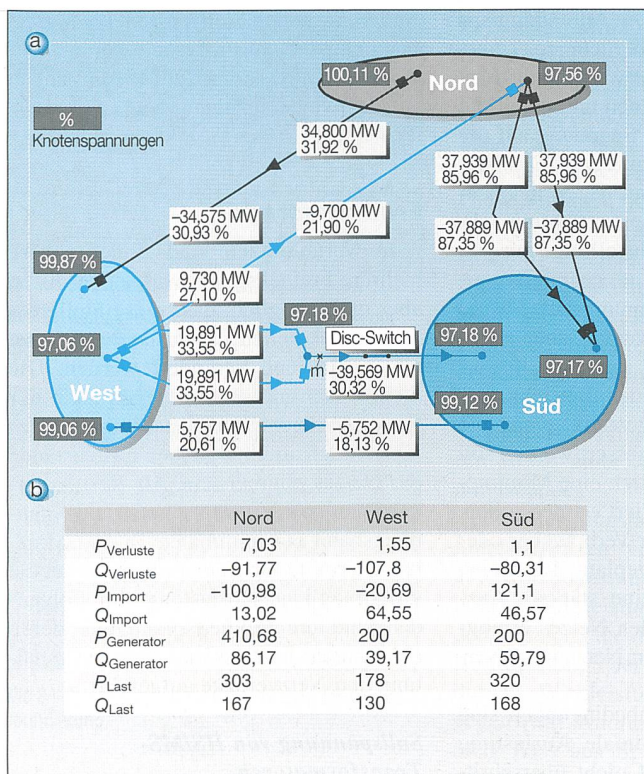 a
100,11 %
Nord
97,56 %
%
Knotenspannungen
34,800 MW
31,92 %
37,939 MW
85,96 %
37,939 MW
85,96 %
–34,575 MW
30,93 %
–9,700 MW
21,90 %
–37,889 MW
87,35 %
–37,889 MW
87,35 %
99,87 %
9,730 MW
27,10 %
97.18 %
97,06 %
19,891 MW
33,55 %
Disc-Switch
97,18 %
m
–39,569 MW
30,32 %
97,17 %
19,891 MW
33,55 %
West
Süd
99,12 %
99,06 %
5,757 MW
20,61 %
–5,752 MW
18,13 %
b
Nord West Süd
PVerluste 7,03 1,55 1,1
QVerluste –91,77 –107,8 –80,31
PImport –100,98 –20,69 121,1
QImport 13,02 64,55 46,57
PGenerator 410,68 200 200
QGenerator 86,17 39,17 59,79
PLast 303 178 320
QLast 167 130 168